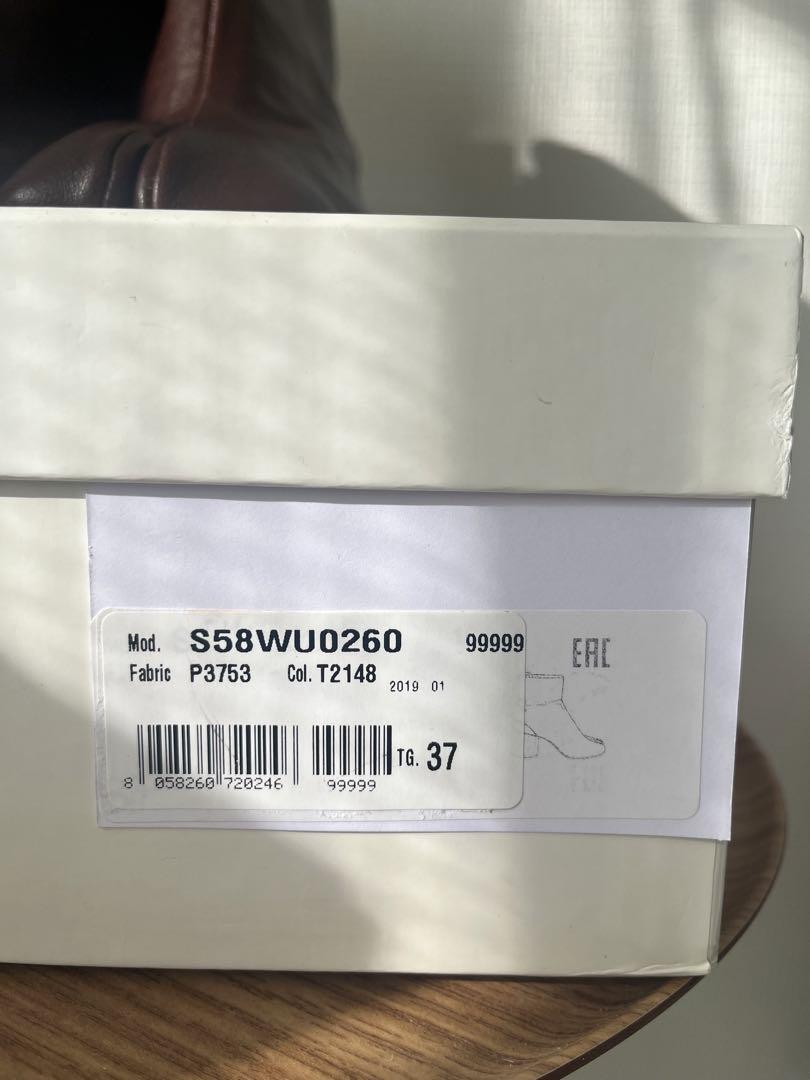 Mod. S58WU0260 99999
Fabric P3753 Col. T2148 2019 01
EAC
TG. 37
8 058260 720246 99999